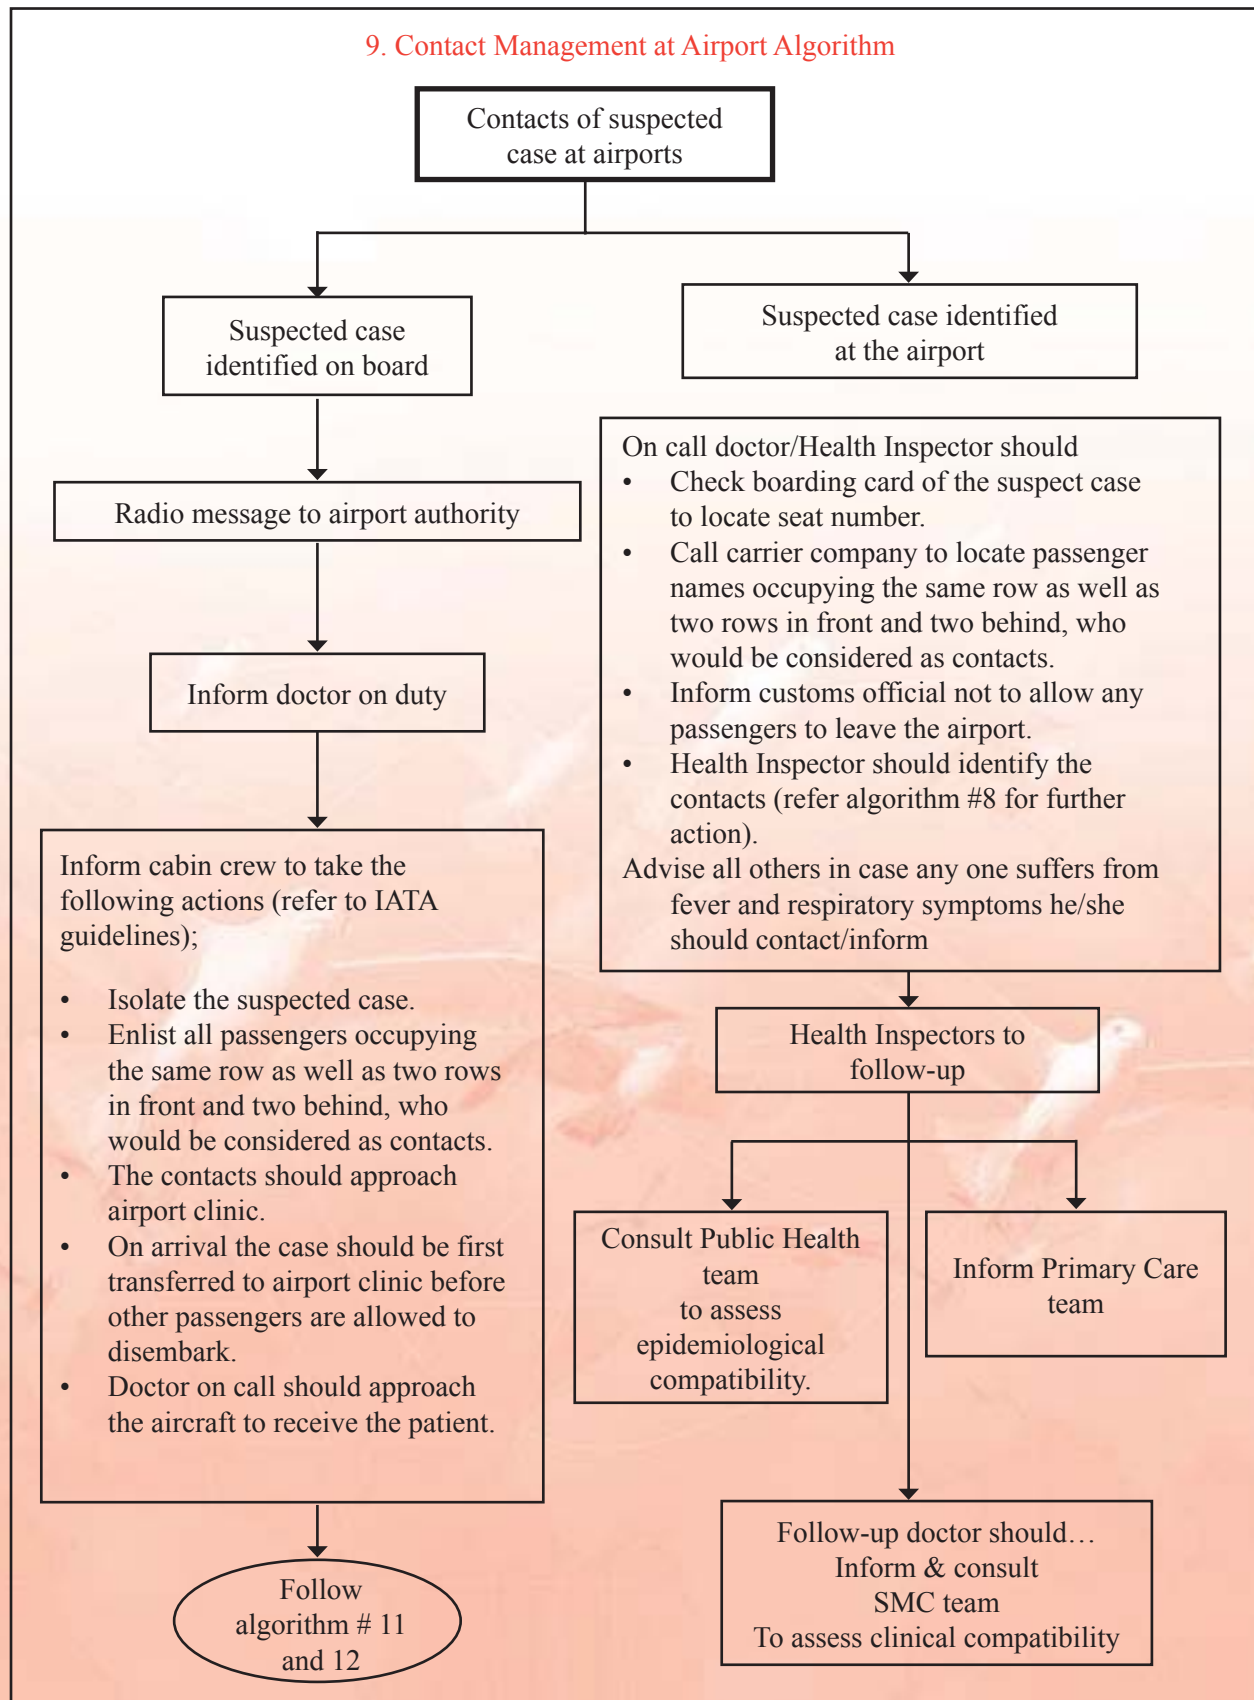 9. Contact Management at Airport Algorithm
Contacts of suspected
case at airports
Suspected case
identified on board
Radio message to airport authority
Inform doctor on duty
Inform cabin crew to take the
following actions (refer to IATA
guidelines);
• Isolate the suspected case.
• Enlist all passengers occupying
the same row as well as two rows
in front and two behind, who
would be considered as contacts.
• The contacts should approach
airport clinic.
• On arrival the case should be first
transferred to airport clinic before
other passengers are allowed to
disembark.
• Doctor on call should approach
the aircraft to receive the patient.
Follow
algorithm # 11
and 12
Suspected case identified
at the airport
On call doctor/Health Inspector should
• Check boarding card of the suspect case
to locate seat number.
• Call carrier company to locate passenger
names occupying the same row as well as
two rows in front and two behind, who
would be considered as contacts.
• Inform customs official not to allow any
passengers to leave the airport.
• Health Inspector should identify the
contacts (refer algorithm #8 for further
action).
Advise all others in case any one suffers from
fever and respiratory symptoms he/she
should contact/inform
Health Inspectors to
follow-up
Consult Public Health
team
to assess
epidemiological
compatibility.
Inform Primary Care
team
Follow-up doctor should…
Inform & consult
SMC team
To assess clinical compatibility